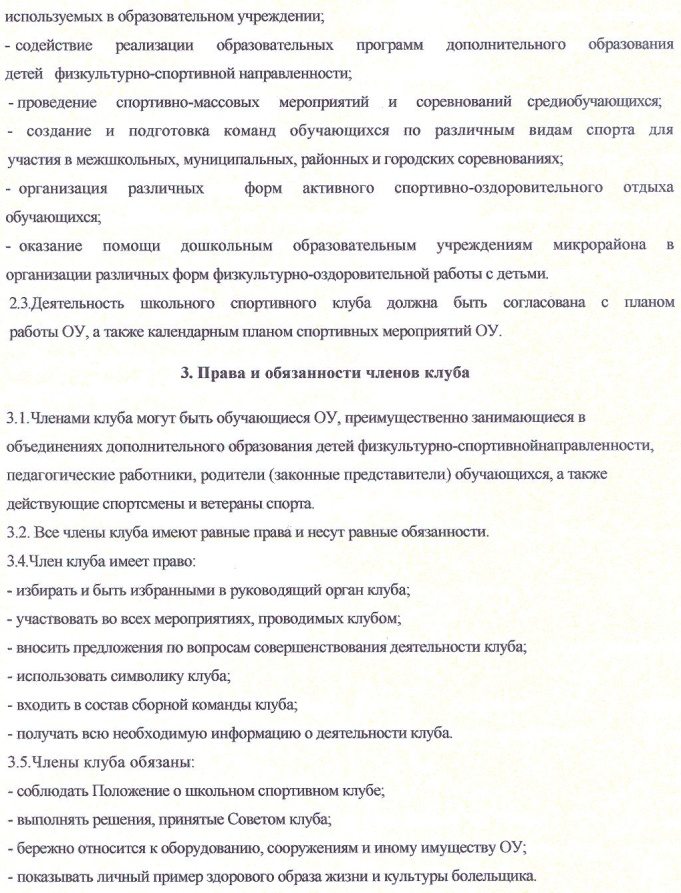 используемых в образовательном учреждении;
- содействие реализации образовательных программ дополнительного образования
детей физкультурно-спортивной направленности;
- проведение спортивно-массовых мероприятий и соревнований средиобучающихся;
- создание и подготовка команд обучающихся по различным видам спорта для
участия в межшкольных, муниципальных, районных и городских соревнованиях;
- организация различных форм активного спортивно-оздоровительного отдыха
обучающихся;
- оказание помощи дошкольным образовательным учреждениям микрорайона в
организации различных форм физкультурно-оздоровительной работы с детьми.
2.3.Деятельность школьного спортивного клуба должна быть согласована с планом
работы ОУ, а также календарным планом спортивных мероприятий ОУ.
3. Права и обязанности членов клуба
3.1.Членами клуба могут быть обучающиеся ОУ, преимущественно занимающиеся в
объединениях дополнительного образования детей физкультурно-спортивнойнаправленности,
педагогические работники, родители (законные представители) обучающихся, а также
действующие спортсмены и ветераны спорта.
3.2. Все члены клуба имеют равные права и несут равные обязанности.
3.4.Член клуба имеет право:
- избирать и быть избранными в руководящий орган клуба;
- участвовать во всех мероприятиях, проводимых клубом;
- вносить предложения по вопросам совершенствования деятельности клуба;
- использовать символику клуба;
- входить в состав сборной команды клуба;
- получать всю необходимую информацию о деятельности клуба.
3.5.Члены клуба обязаны:
- соблюдать Положение о школьном спортивном клубе;
- выполнять решения, принятые Советом клуба;
- бережно относится к оборудованию, сооружениям и иному имуществу ОУ;
- показывать личный пример здорового образа жизни и культуры болельщика.